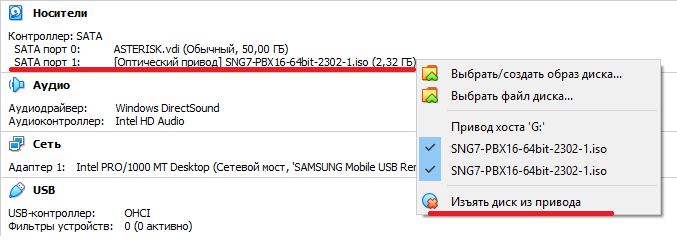 Носители
Контроллер: SATA
SATA порт 0: ASTERISK.vdi (Обычный, 50,00 ГБ)
SATA порт 1: [Оптический привод] SNG7-PBX16-64bit-2302-1.iso (2,32 ГБ)
Аудио
Аудиодрайвер: Windows DirectSound
Аудиоконтроллер: Intel HD Audio
Сеть
Адаптер 1: Intel PRO/1000 MT Desktop (Сетевой мост, 'SAMSUNG Mobile USB
USB
USB-контроллер: OHCI
Фильтры устройств: 0 (0 активно)
Выбрать/создать образ диска...
Выбрать файл диска...
Привод хоста 'G:'
SNG7-PBX16-64bit-2302-1.iso
SNG7-PBX16-64bit-2302-1.iso
Изъять диск из привода